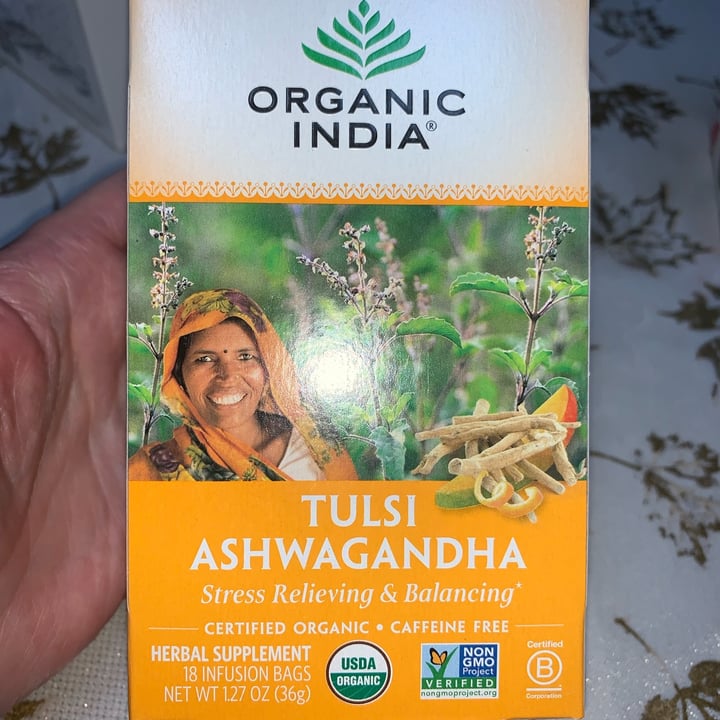 ORGANIC
INDIA®
TULSI
ASHWAGANDHA
Stress Relieving & Balancing*
CERTIFIED ORGANIC • CAFFEINE FREE
HERBAL SUPPLEMENT
18 INFUSION BAGS
NET WT 1.27 OZ (36g)
USDA
ORGANIC
NON
GMO
Project
VERIFIED
nongmoproject.org
Certified
B
Corporation